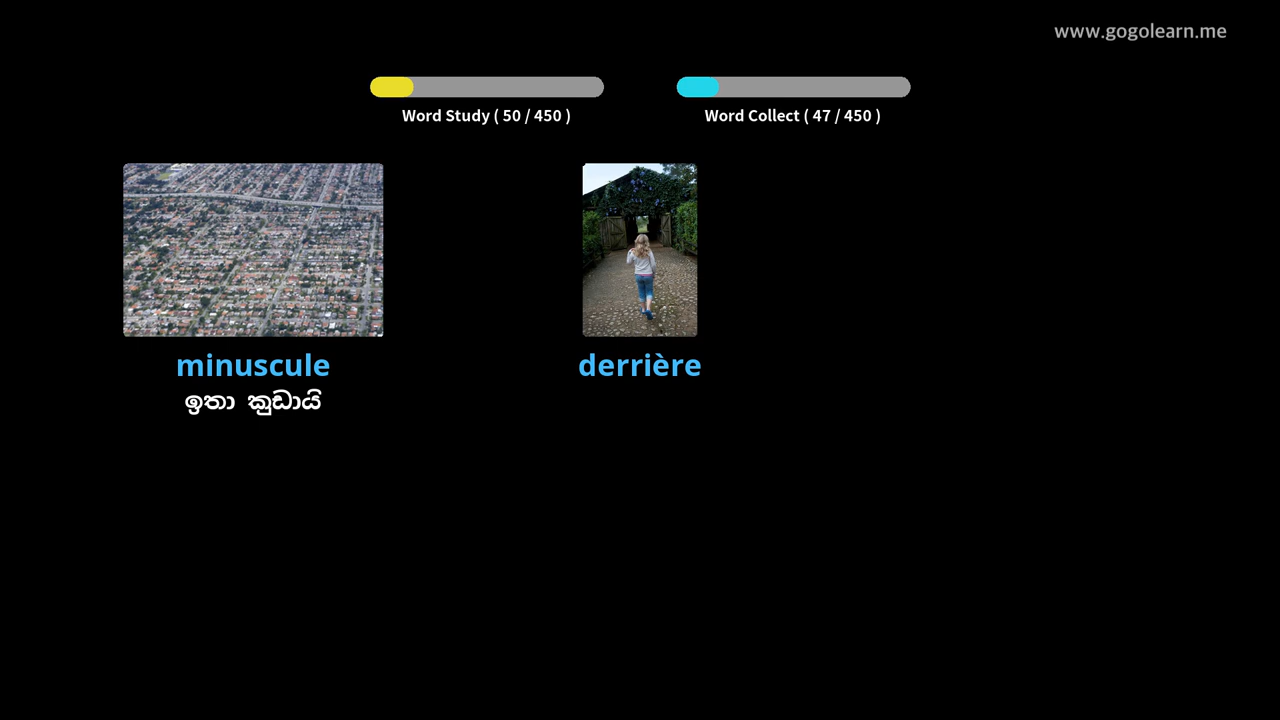 www.gogolearn.me
Word Study ( 50 / 450 )
Word Collect ( 47 / 450 )
minuscule
ඉතා කුඩායි
derrière